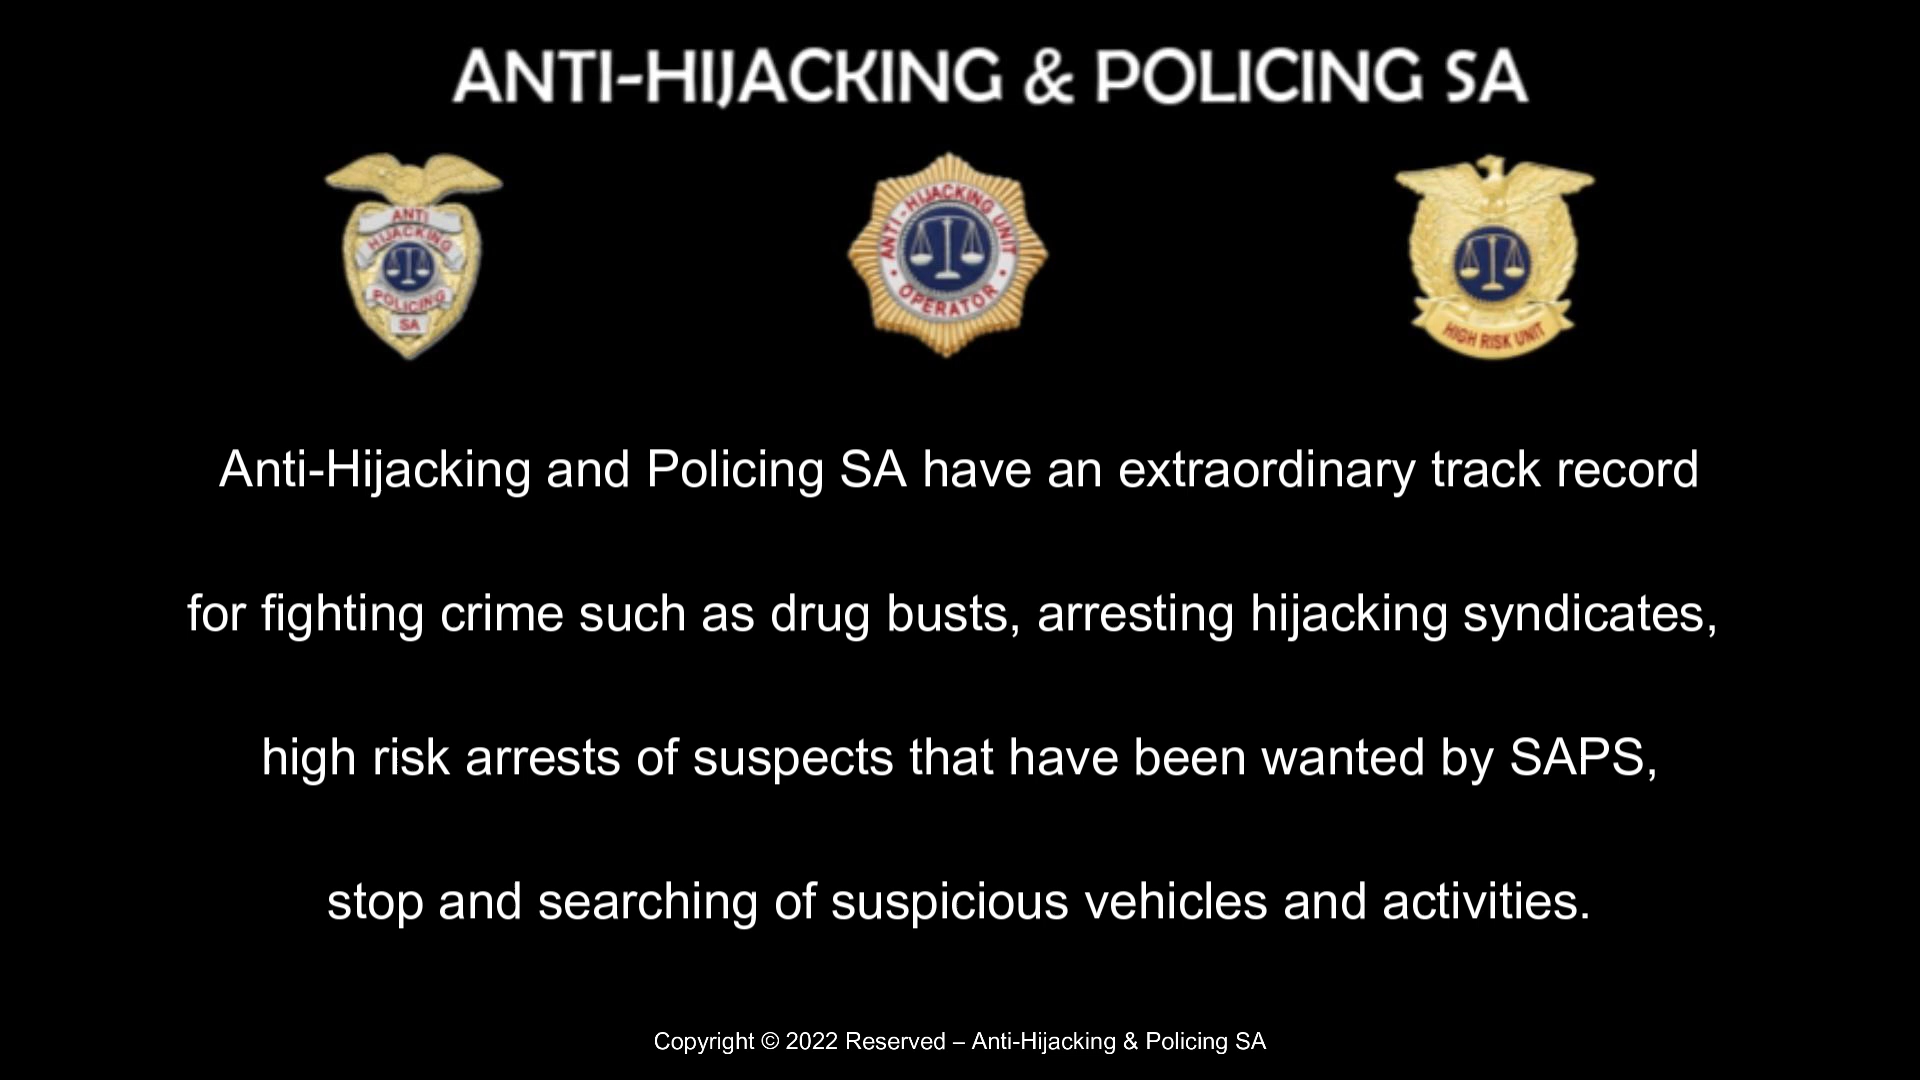 ANTI-HIJACKING & POLICING SA
ANTI
HIJACKING
POLICING
SA
ANTI-HIJACKING UNIT
OPERATOR
HIGH RISK UNIT
Anti-Hijacking and Policing SA have an extraordinary track record
for fighting crime such as drug busts, arresting hijacking syndicates,
high risk arrests of suspects that have been wanted by SAPS,
stop and searching of suspicious vehicles and activities.
Copyright © 2022 Reserved – Anti-Hijacking & Policing SA